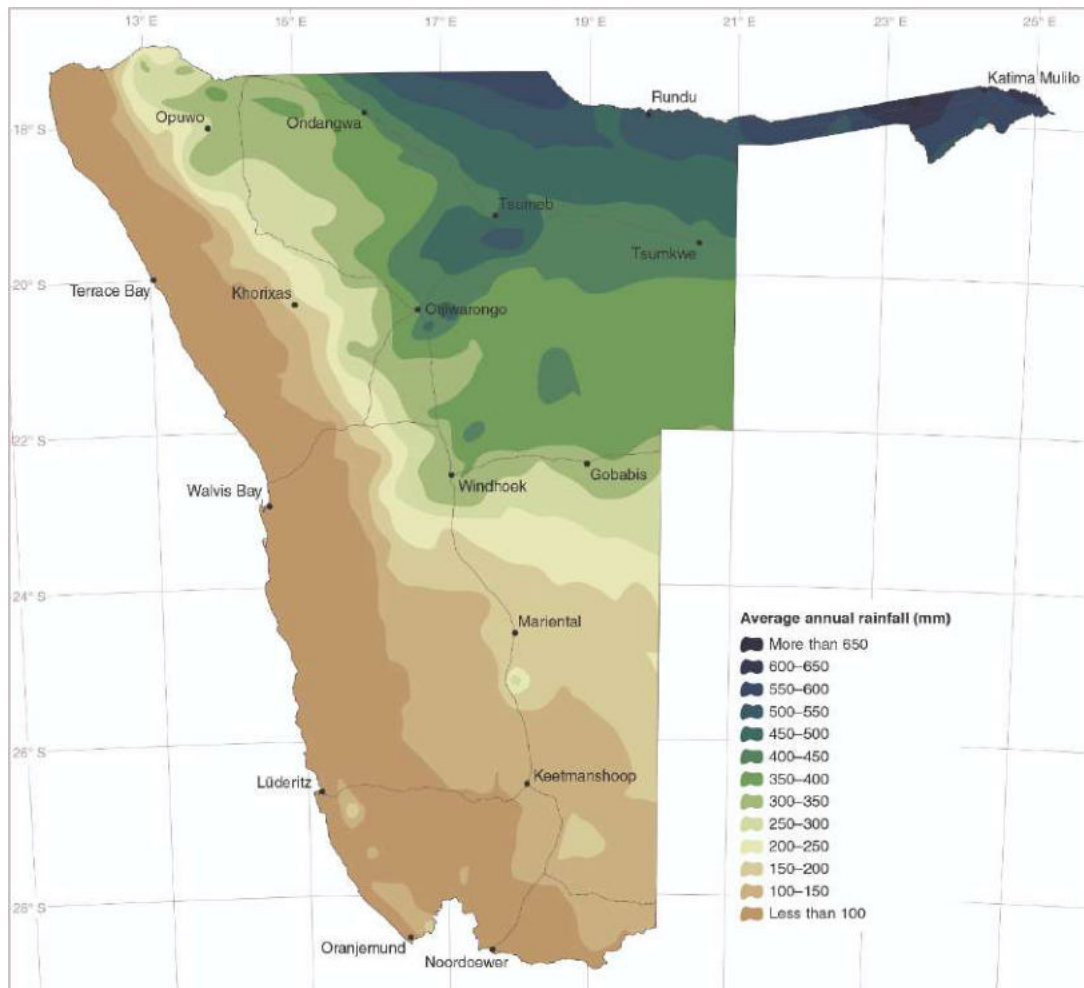 13° E 15° E 17° E 19° E 21° E 23° E 25° E
Katima Mulilo
Rundu
Opuwo
Ondangwa
18° S
Tsumeb
Tsumkwe
20° S
Terrace Bay
Khorixas
Otjiwarongo
22° S
Windhoek
Gobabis
Walvis Bay
24° S
Mariental
26° S
Lüderitz
Keetmanshoop
26° S
Oranjemund
Noordoewer
Average annual rainfall (mm)
More than 650
600–650
550–600
500–550
450–500
400–450
350–400
300–350
250–300
200–250
150–200
100–150
Less than 100